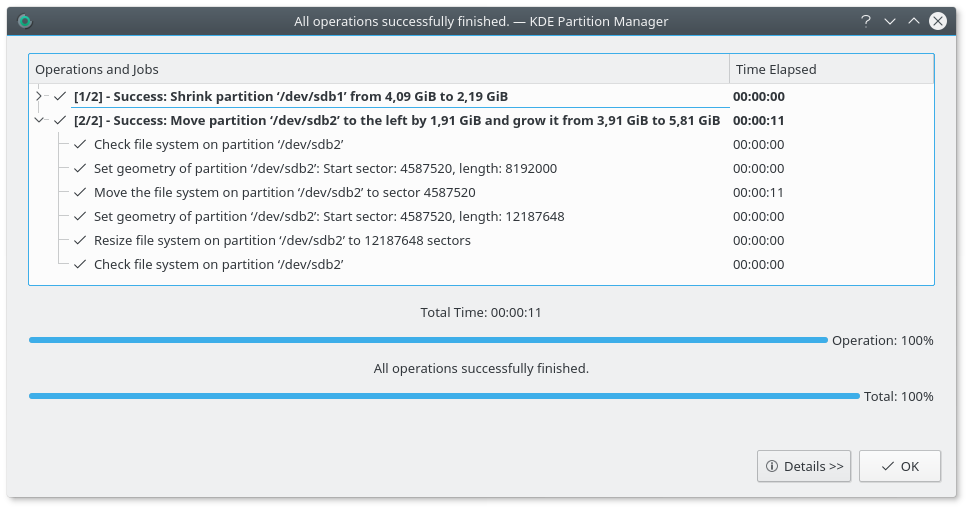 All operations successfully finished. — KDE Partition Manager
Operations and Jobs Time Elapsed
[1/2] - Success: Shrink partition ‘/dev/sdb1’ from 4,09 GiB to 2,19 GiB 00:00:00
[2/2] - Success: Move partition ‘/dev/sdb2’ to the left by 1,91 GiB and grow it from 3,91 GiB to 5,81 GiB 00:00:11
Check file system on partition ‘/dev/sdb2’ 00:00:00
Set geometry of partition ‘/dev/sdb2’: Start sector: 4587520, length: 8192000 00:00:00
Move the file system on partition ‘/dev/sdb2’ to sector 4587520 00:00:11
Set geometry of partition ‘/dev/sdb2’: Start sector: 4587520, length: 12187648 00:00:00
Resize file system on partition ‘/dev/sdb2’ to 12187648 sectors 00:00:00
Check file system on partition ‘/dev/sdb2’ 00:00:00
Total Time: 00:00:11
Operation: 100%
All operations successfully finished.
Total: 100%
Details >> OK